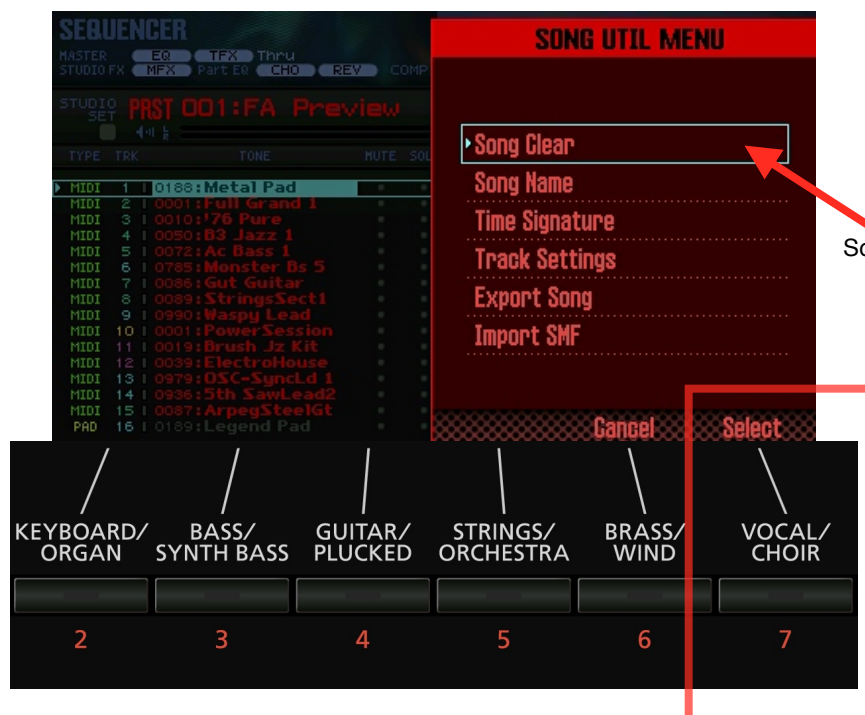 SEQUENCER
MASTER EQ TFX Thru
STUDIO FX MFX Part EQ CHO REV COMP
STUDIO SET PRST 001:FA Preview
L R
TYPE TRK TONE MUTE SOL
MIDI 1 0188:Metal Pad
MIDI 2 0001:Full Grand 1
MIDI 3 0010:'76 Pure
MIDI 4 0050:B3 Jazz 1
MIDI 5 0072:Ac Bass 1
MIDI 6 0785:Monster Bs 5
MIDI 7 0086:Gut Guitar
MIDI 8 0089:StringsSect1
MIDI 9 0990:Waspy Lead
MIDI 10 0001:PowerSession
MIDI 11 0019:Brush Jz Kit
MIDI 12 0039:ElectroHouse
MIDI 13 0979:OSC-SyncLd 1
MIDI 14 0936:5th SawLead2
MIDI 15 0087:ArpegSteelGt
PAD 16 0189:Legend Pad
SONG UTIL MENU
Song Clear
Song Name
Time Signature
Track Settings
Export Song
Import SMF
Cancel Select
So
KEYBOARD/ BASS/ GUITAR/ STRINGS/ BRASS/ VOCAL/
ORGAN SYNTH BASS PLUCKED ORCHESTRA WIND CHOIR
2 3 4 5 6 7